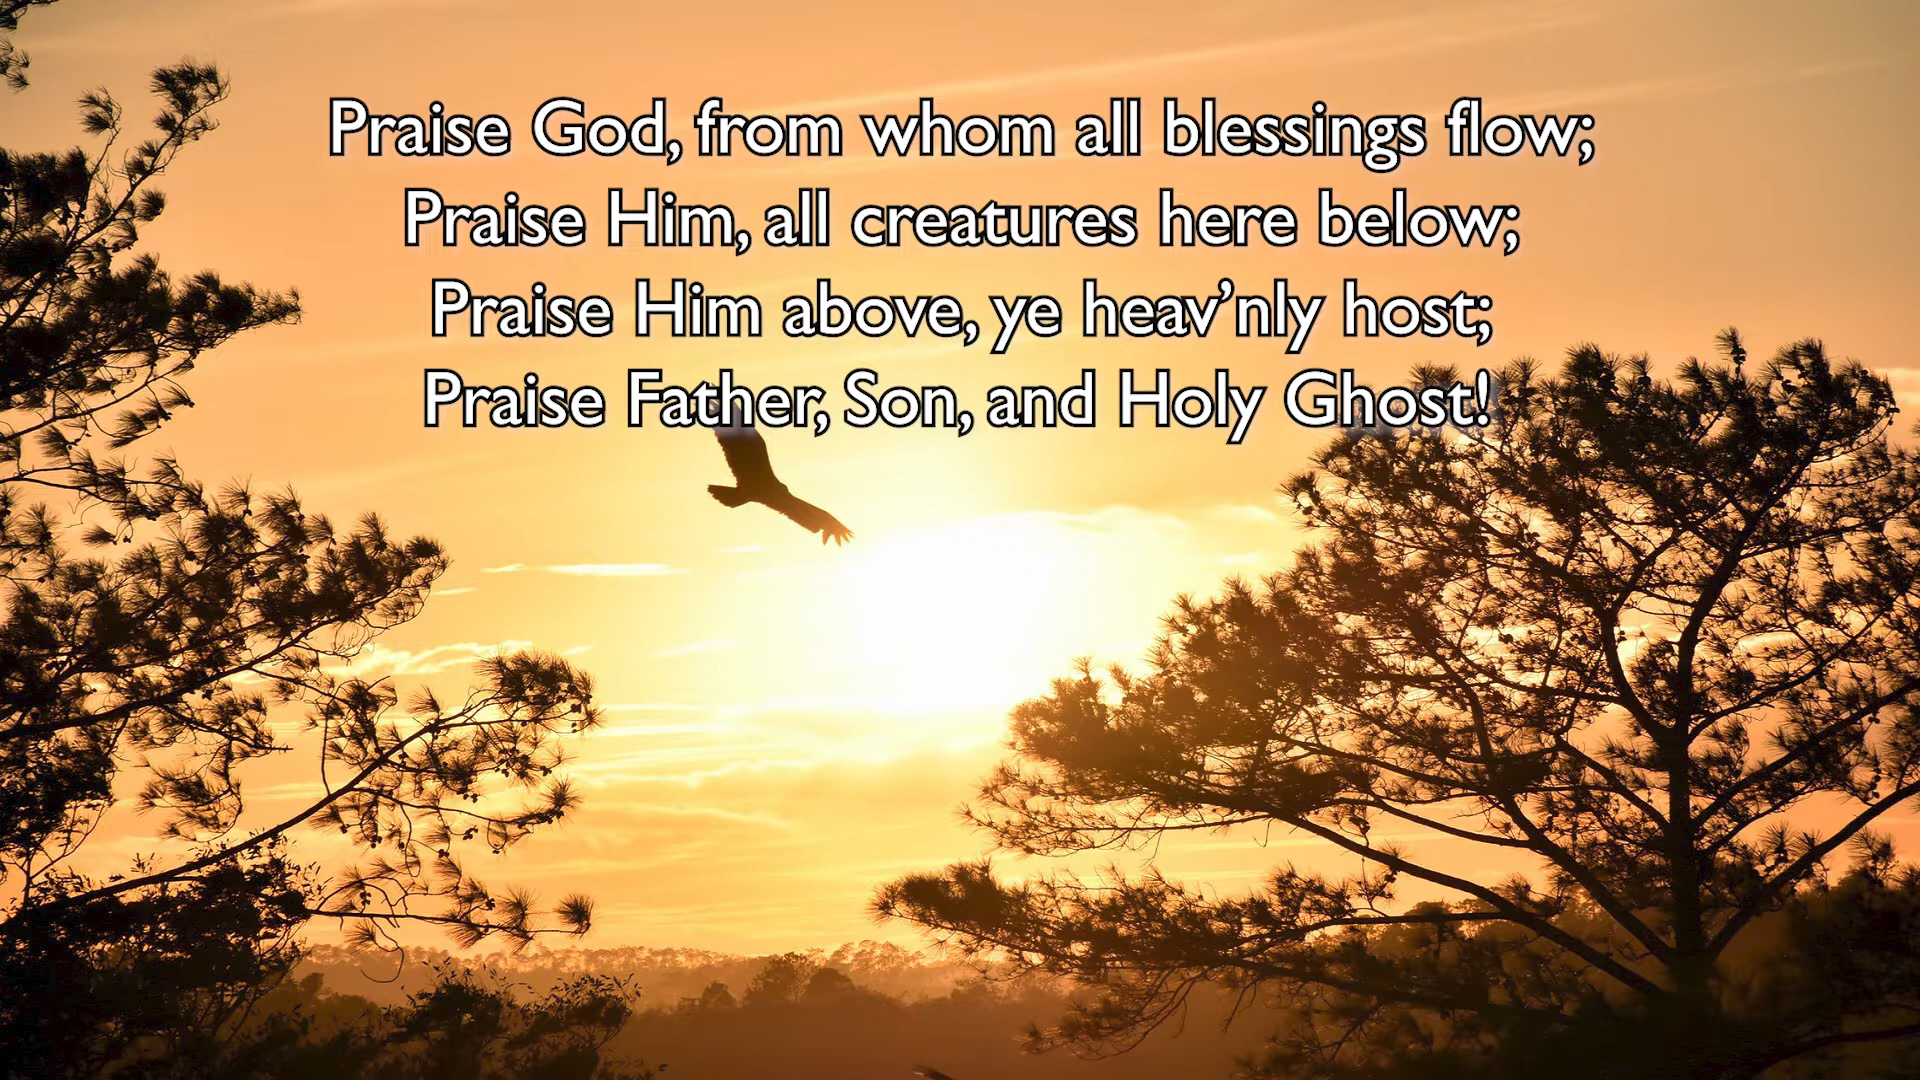 Praise God, from whom all blessings flow;
Praise Him, all creatures here below;
Praise Him above, ye heav’nly host;
Praise Father, Son, and Holy Ghost!